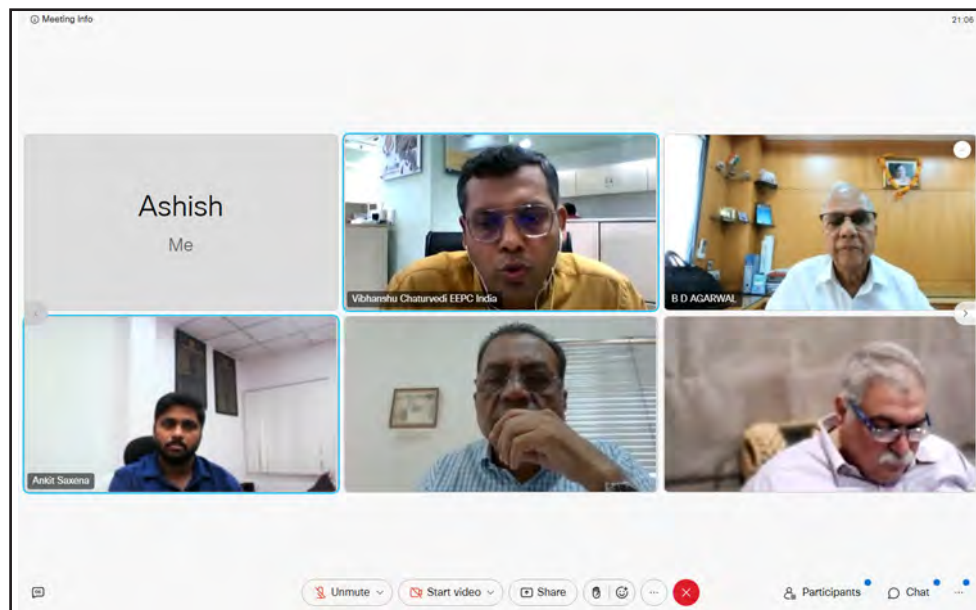 Meeting info
21:06
Ashish
Me
Vibhanshu Chaturvedi EEPC India
B D AGARWAL
Ankit Saxena
Unmute
Start video
Share
Participants
Chat